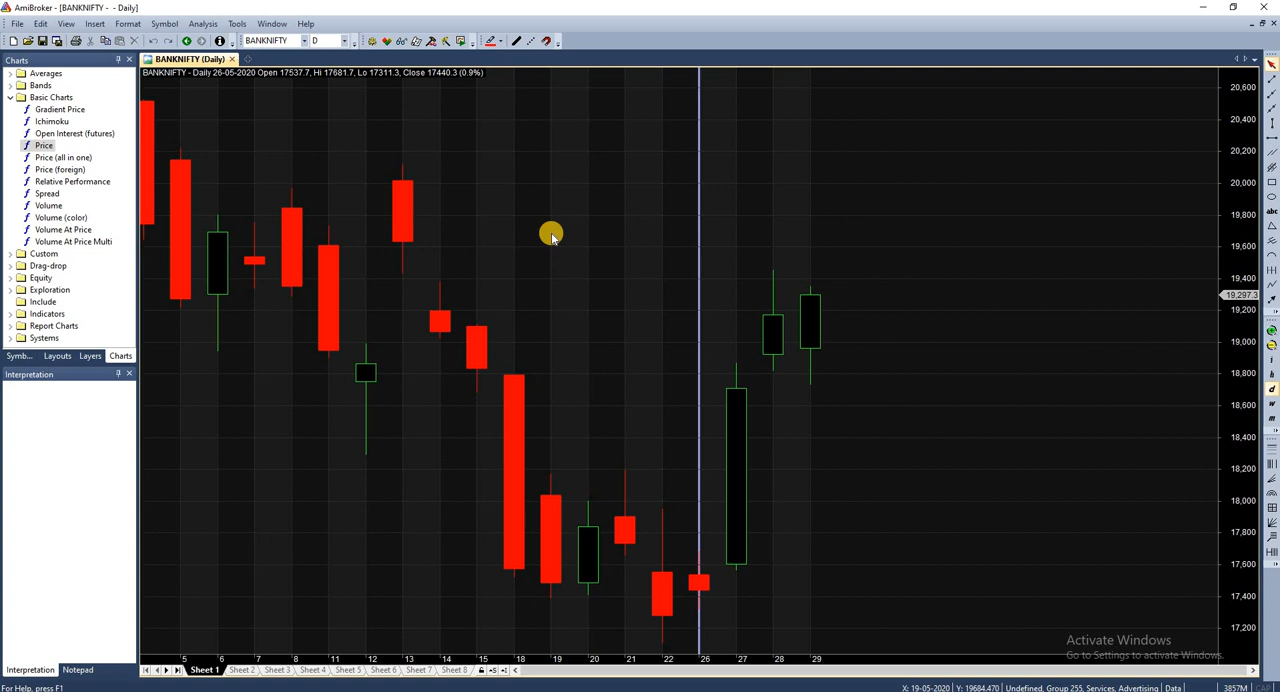 AmiBroker - [BANKNIFTY - - Daily]
File Edit View Insert Format Symbol Analysis Tools Window Help
BANKNIFTY D
Charts
BANKNIFTY (Daily)
BANKNIFTY - Daily 26-05-2020 Open 17537.7, Hi 17681.7, Lo 17311.3, Close 17440.3 (0.9%)
Averages
Bands
Basic Charts
Gradient Price
Ichimoku
Open Interest (futures)
Price
Price (all in one)
Price (foreign)
Relative Performance
Spread
Volume
Volume (color)
Volume At Price
Volume At Price Multi
Custom
Drag-drop
Equity
Exploration
Include
Indicators
Report Charts
Systems
Symb... Layouts Layers Charts
Interpretation
Interpretation Notepad
20,600
20,400
20,200
20,000
19,800
19,600
19,400
19,297.3
19,200
19,000
18,800
18,600
18,400
18,200
18,000
17,800
17,600
17,400
17,200
abc
i
h
d
w
m
Activate Windows
Go to Settings to activate Windows.
5 6 7 8 11 12 13 14 15 18 19 20 21 22 26 27 28 29
Sheet 1 Sheet 2 Sheet 3 Sheet 4 Sheet 5 Sheet 6 Sheet 7 Sheet 8
For Help, press F1
X: 19-05-2020 Y: 19684.470 Undefined, Group 255, Services, Advertising Data 3857M CAP